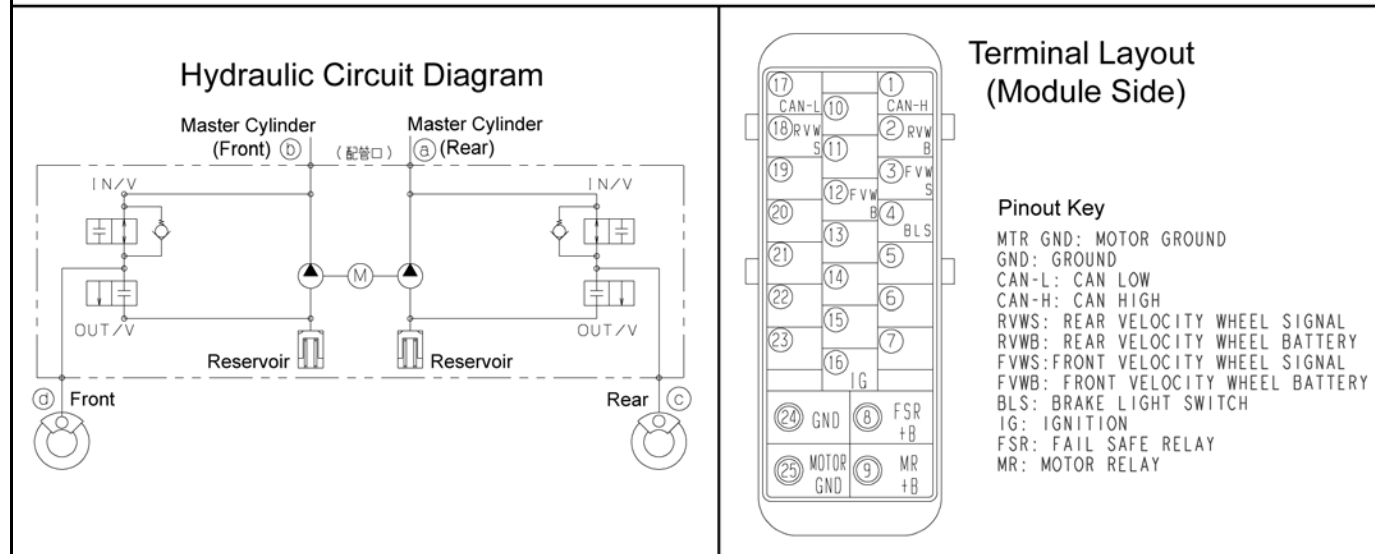 Hydraulic Circuit Diagram
Master Cylinder
(Front) ⓑ
(配管口)
Master Cylinder
ⓐ (Rear)
IN/V
IN/V
M
OUT/V
OUT/V
Reservoir
Reservoir
ⓓ Front
Rear ⓒ
Terminal Layout
(Module Side)
⑰ CAN-L
⑩
① CAN-H
⑱ RVW
S
⑪
② RVW
B
⑲
⑫ FVW
B
③ FVW
S
⑳
⑬
④ BLS
㉑
⑭
⑤
㉒
⑮
⑥
㉓
⑯ IG
⑦
㉔ GND
⑧ FSR
+B
㉕ MOTOR
GND
⑨ MR
+B
Pinout Key
MTR GND: MOTOR GROUND
GND: GROUND
CAN-L: CAN LOW
CAN-H: CAN HIGH
RVWS: REAR VELOCITY WHEEL SIGNAL
RVWB: REAR VELOCITY WHEEL BATTERY
FVWS:FRONT VELOCITY WHEEL SIGNAL
FVWB: FRONT VELOCITY WHEEL BATTERY
BLS: BRAKE LIGHT SWITCH
IG: IGNITION
FSR: FAIL SAFE RELAY
MR: MOTOR RELAY